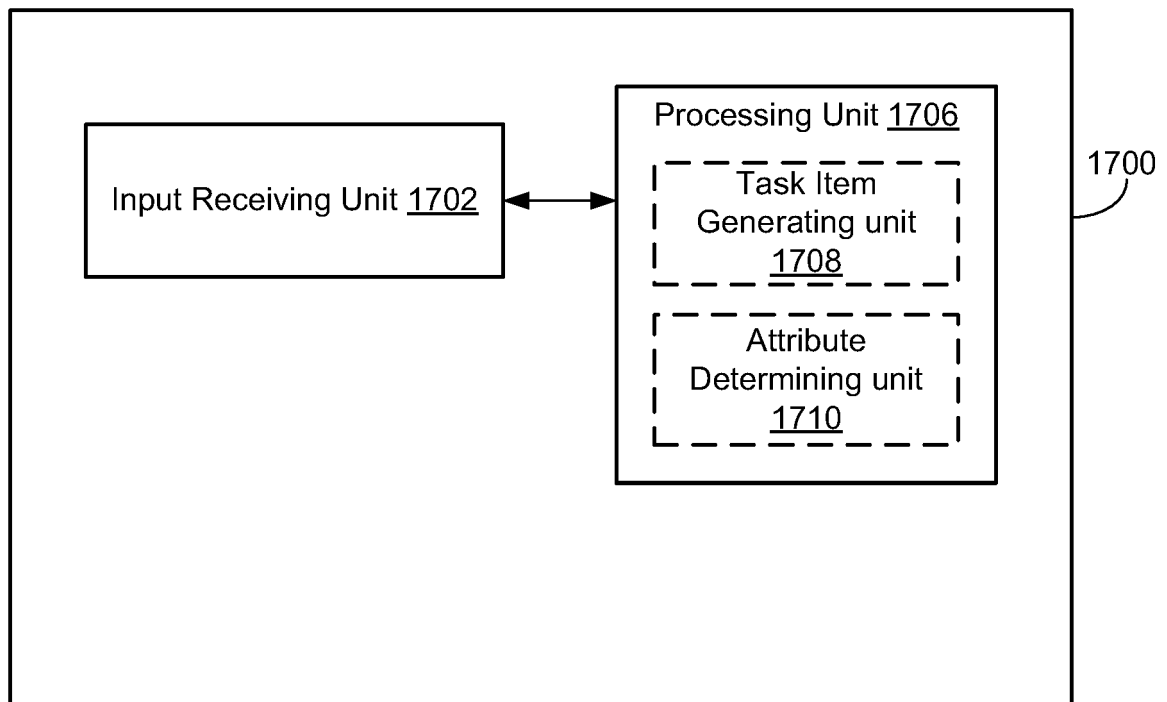 Input Receiving Unit 1702
Processing Unit 1706
Task Item
Generating unit
1708
Attribute
Determining unit
1710
1700